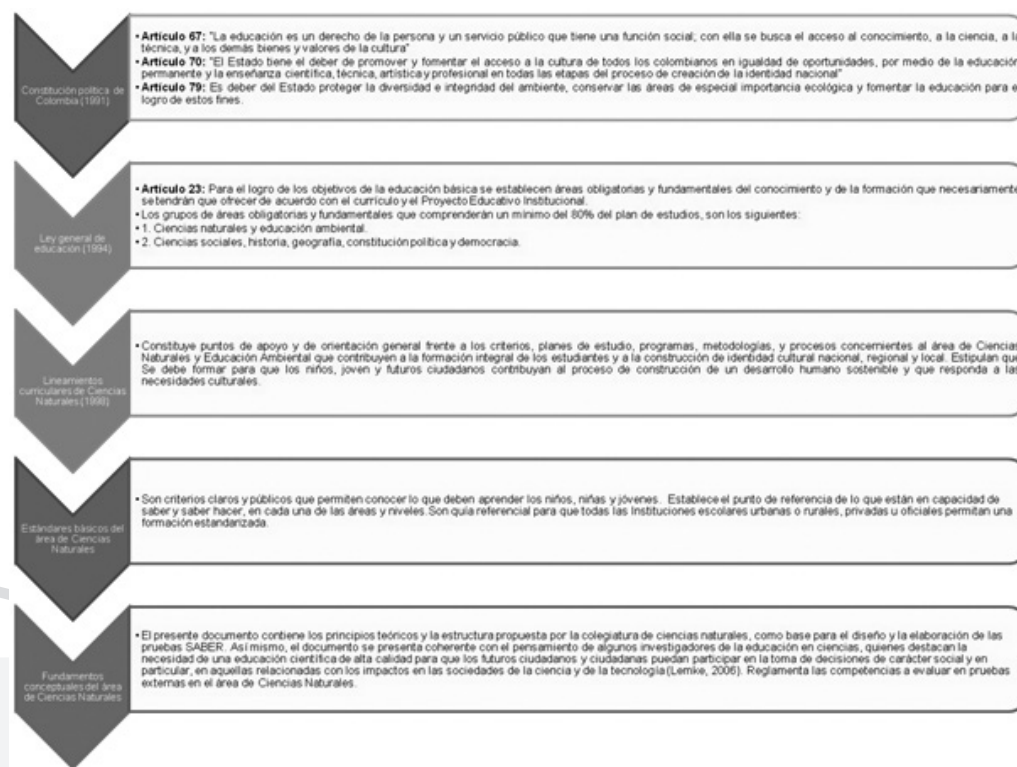 Constitución política de
Colombia (1991)
• Artículo 67: "La educación es un derecho de la persona y un servicio público que tiene una función social; con ella se busca el acceso al conocimiento, a la ciencia, a la
técnica, y a los demás bienes y valores de la cultura"
• Artículo 70: "El Estado tiene el deber de promover y fomentar el acceso a la cultura de todos los colombianos en igualdad de oportunidades, por medio de la educación
permanente y la enseñanza científica, técnica, artística y profesional en todas las etapas del proceso de creación de la identidad nacional"
• Artículo 79: Es deber del Estado proteger la diversidad e integridad del ambiente, conservar las áreas de especial importancia ecológica y fomentar la educación para el
logro de estos fines.
Ley general de
educación (1994)
• Artículo 23: Para el logro de los objetivos de la educación básica se establecen áreas obligatorias y fundamentales del conocimiento y de la formación que necesariamente
se tendrán que ofrecer de acuerdo con el currículo y el Proyecto Educativo Institucional.
• Los grupos de áreas obligatorias y fundamentales que comprenderán un mínimo del 80% del plan de estudios, son los siguientes:
• 1. Ciencias naturales y educación ambiental.
• 2. Ciencias sociales, historia, geografía, constitución política y democracia.
Lineamientos
curriculares de Ciencias
Naturales (1998)
• Constituye puntos de apoyo y de orientación general frente a los criterios, planes de estudio, programas, metodologías, y procesos concernientes al área de Ciencias
Naturales y Educación Ambiental que contribuyen a la formación integral de los estudiantes y a la construcción de identidad cultural nacional, regional y local. Estipulan que
Se debe formar para que los niños, joven y futuros ciudadanos contribuyan al proceso de construcción de un desarrollo humano sostenible y que responda a las
necesidades culturales.
Estándares básicos del
área de Ciencias
Naturales
• Son criterios claros y públicos que permiten conocer lo que deben aprender los niños, niñas y jóvenes. Establece el punto de referencia de lo que están en capacidad de
saber y saber hacer, en cada una de las áreas y niveles. Son guía referencial para que todas las Instituciones escolares urbanas o rurales, privadas u oficiales permitan una
formación estandarizada.
Fundamentos
conceptuales del área
de Ciencias Naturales
• El presente documento contiene los principios teóricos y la estructura propuesta por la colegiatura de ciencias naturales, como base para el diseño y la elaboración de las
pruebas SABER. Así mismo, el documento se presenta coherente con el pensamiento de algunos investigadores de la educación en ciencias, quienes destacan la
necesidad de una educación científica de alta calidad para que los futuros ciudadanos y ciudadanas puedan participar en la toma de decisiones de carácter social y en
particular, en aquellas relacionadas con los impactos en las sociedades de la ciencia y de la tecnología (Lemke, 2006). Reglamenta las competencias a evaluar en pruebas
externas en el área de Ciencias Naturales.